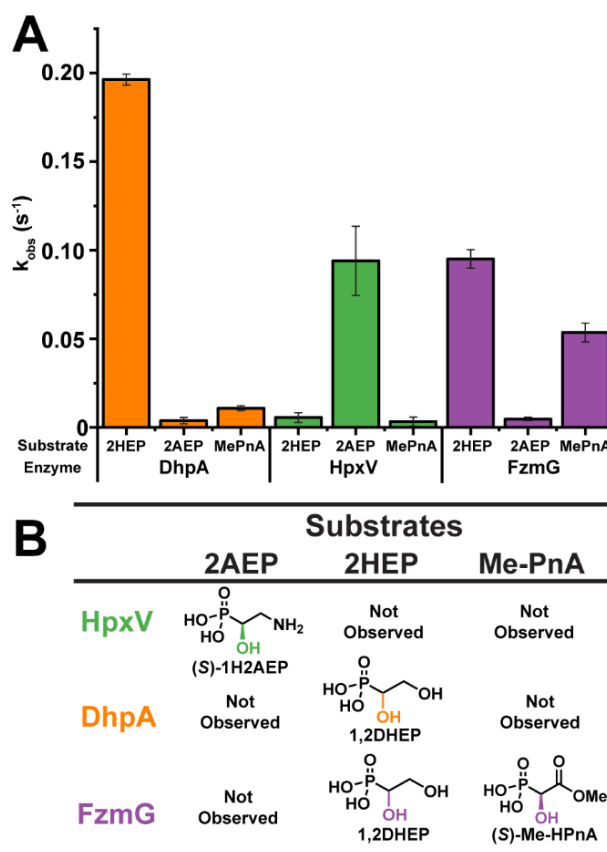 A
k_obs (s⁻¹)
0.20
0.15
0.10
0.05
0
Substrate 2HEP 2AEP MePnA 2HEP 2AEP MePnA 2HEP 2AEP MePnA
Enzyme DhpA HpxV FzmG
B
Substrates
2AEP 2HEP Me-PnA
HpxV
O
HO P NH₂
HO OH
(S)-1H2AEP
Not
Observed
Not
Observed
DhpA
Not
Observed
O
HO P OH
HO OH
1,2DHEP
Not
Observed
FzmG
Not
Observed
O
HO P OH
HO OH
1,2DHEP
O O
HO P OMe
HO OH
(S)-Me-HPnA